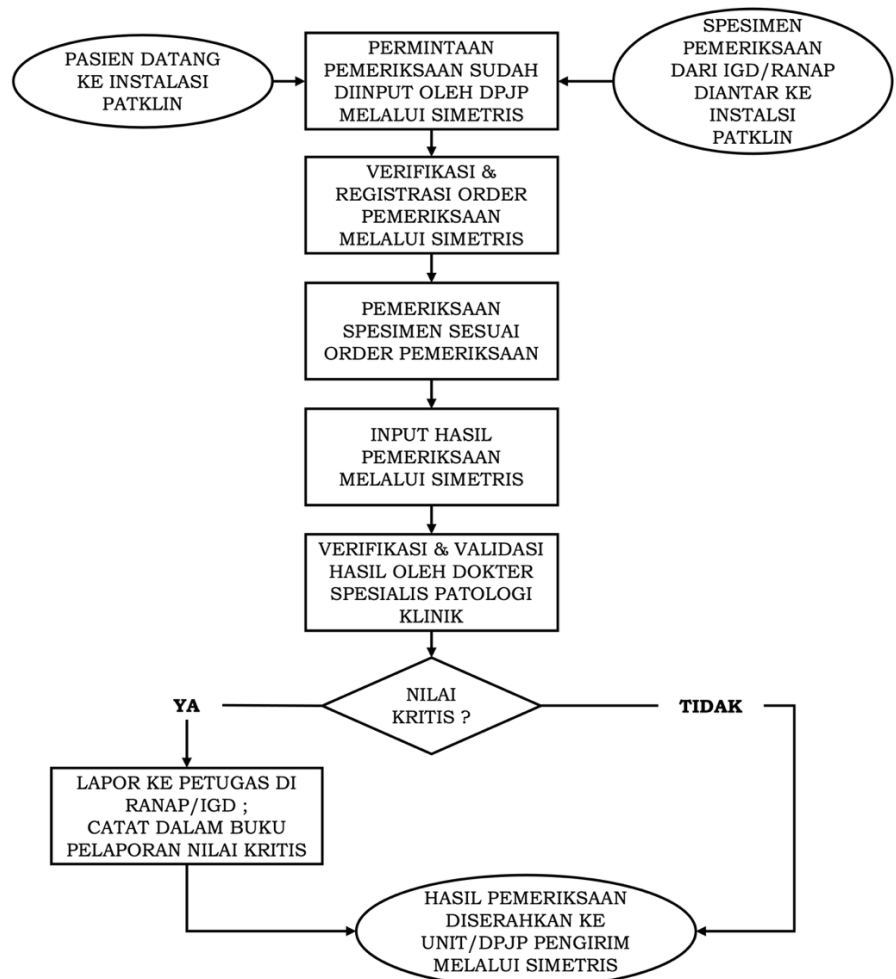 PASIEN DATANG
KE INSTALASI
PATKLIN
PERMINTAAN
PEMERIKSAAN SUDAH
DIINPUT OLEH DPJP
MELALUI SIMETRIS
SPESIMEN
PEMERIKSAAN
DARI IGD/RANAP
DIANTAR KE
INSTALSI
PATKLIN
VERIFIKASI &
REGISTRASI ORDER
PEMERIKSAAN
MELALUI SIMETRIS
PEMERIKSAAN
SPESIMEN SESUAI
ORDER PEMERIKSAAN
INPUT HASIL
PEMERIKSAAN
MELALUI SIMETRIS
VERIFIKASI & VALIDASI
HASIL OLEH DOKTER
SPESIALIS PATOLOGI
KLINIK
NILAI
KRITIS ?
YA
TIDAK
LAPOR KE PETUGAS DI
RANAP/IGD ;
CATAT DALAM BUKU
PELAPORAN NILAI KRITIS
HASIL PEMERIKSAAN
DISERAHKAN KE
UNIT/DPJP PENGIRIM
MELALUI SIMETRIS